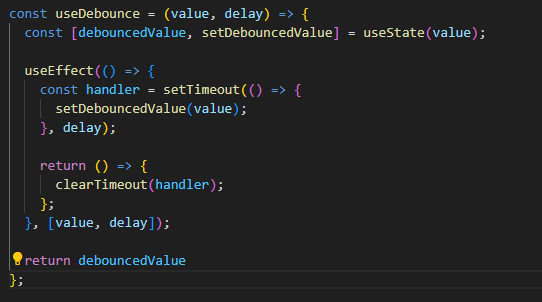 const useDebounce = (value, delay) => {
  const [debouncedValue, setDebouncedValue] = useState(value);

  useEffect(() => {
    const handler = setTimeout(() => {
      setDebouncedValue(value);
    }, delay);

    return () => {
      clearTimeout(handler);
    };
  }, [value, delay]);

  return debouncedValue
};